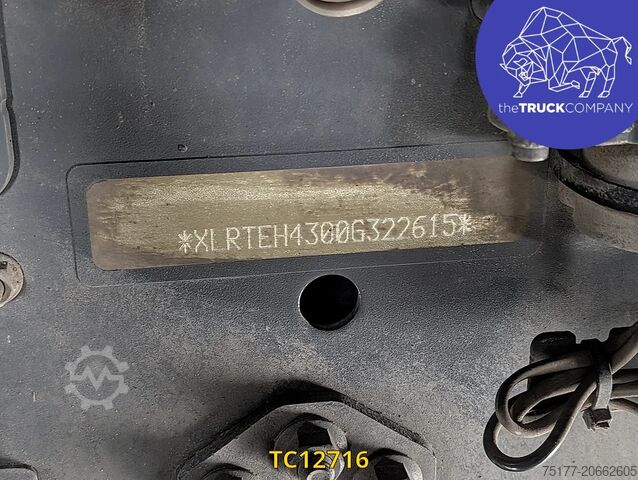 theTRUCKCOMPANY
*XLRTEH4300G322615*
TC12716
75177-20662605